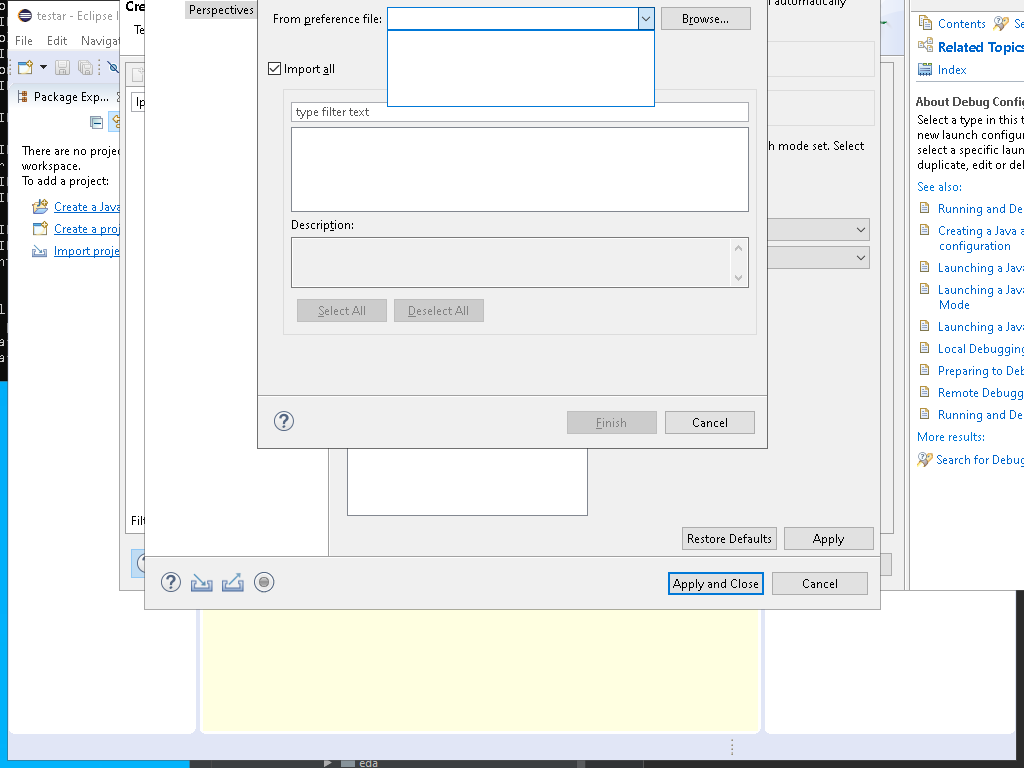 testar - Eclipse I
File Edit Navigat
Package Exp...
There are no projec
workspace.
To add a project:
Create a Java
Create a proj
Import proje
Cre
Te
Filt
Perspectives
From preference file:
Browse...
Import all
type filter text
Description:
Select All
Deselect All
Finish
Cancel
automatically
h mode set. Select
Restore Defaults
Apply
Apply and Close
Cancel
Contents
Se
Related Topics
Index
About Debug Config
Select a type in this t
new launch configur
select a specific laun
duplicate, edit or del
See also:
Running and De
Creating a Java a
configuration
Launching a Java
Launching a Java
Mode
Launching a Java
Local Debugging
Preparing to Deb
Remote Debugg
Running and De
More results:
Search for Debug
eda